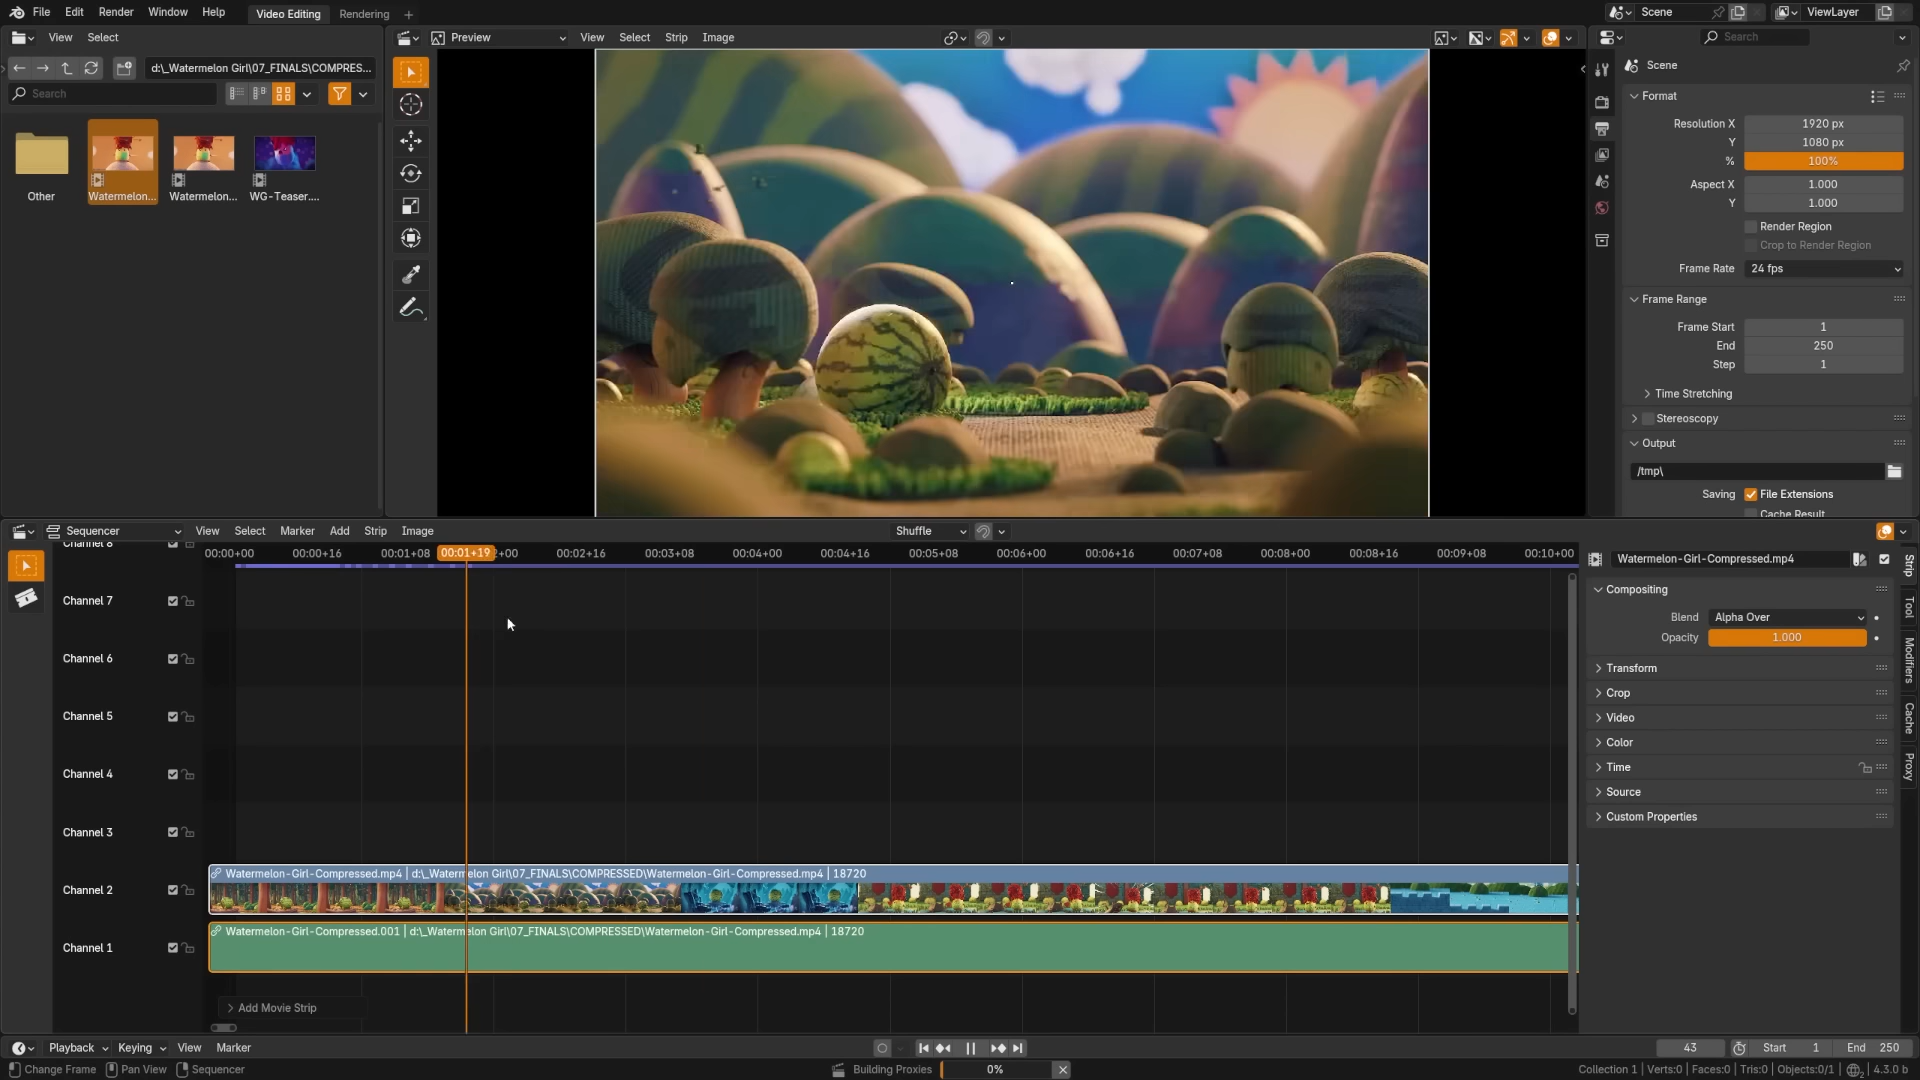 File Edit Render Window Help Video Editing Rendering + Scene ViewLayer
View Select Preview View Select Strip Image Search
d:\_Watermelon Girl\07_FINALS\COMPRES...
Scene
Search
Format
Resolution X 1920 px
Y 1080 px
% 100%
Aspect X 1.000
Y 1.000
Other Watermelon... Watermelon... WG-Teaser....
Render Region
Crop to Render Region
Frame Rate 24 fps
Frame Range
Frame Start 1
End 250
Step 1
Time Stretching
Stereoscopy
Output
/tmp\
Saving File Extensions
Cache Result
Sequencer View Select Marker Add Strip Image Shuffle
Channel 8
00:00+00 00:00+16 00:01+08 00:01+19 +00 00:02+16 00:03+08 00:04+00 00:04+16 00:05+08 00:06+00 00:06+16 00:07+08 00:08+00 00:08+16 00:09+08 00:10+00
Watermelon-Girl-Compressed.mp4
Strip
Tool
Modifiers
Cache
Proxy
Compositing
Blend Alpha Over
Opacity 1.000
Transform
Crop
Video
Color
Time
Source
Custom Properties
Channel 7
Channel 6
Channel 5
Channel 4
Channel 3
Channel 2
Watermelon-Girl-Compressed.mp4 | d:\_Watermelon Girl\07_FINALS\COMPRESSED\Watermelon-Girl-Compressed.mp4 | 18720
Channel 1
Watermelon-Girl-Compressed.001 | d:\_Watermelon Girl\07_FINALS\COMPRESSED\Watermelon-Girl-Compressed.mp4 | 18720
Add Movie Strip
Playback Keying View Marker 43 Start 1 End 250
Change Frame Pan View Sequencer Building Proxies 0% Collection 1 | Verts:0 | Faces:0 | Tris:0 | Objects:0/1 | 4.3.0 b